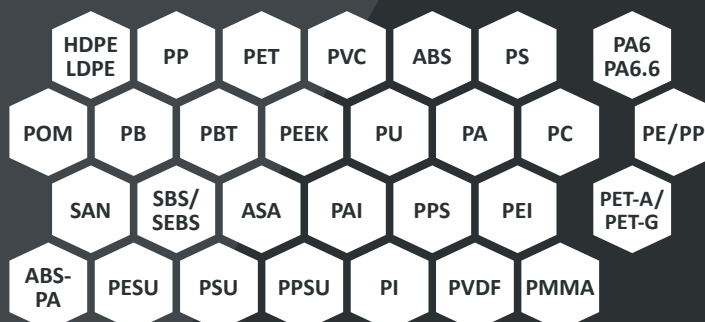 HDPE
LDPE
PP
PET
PVC
ABS
PS
PA6
PA6.6
POM
PB
PBT
PEEK
PU
PA
PC
PE/PP
SAN
SBS/
SEBS
ASA
PAI
PPS
PEI
PET-A/
PET-G
ABS-
PA
PESU
PSU
PPSU
PI
PVDF
PMMA